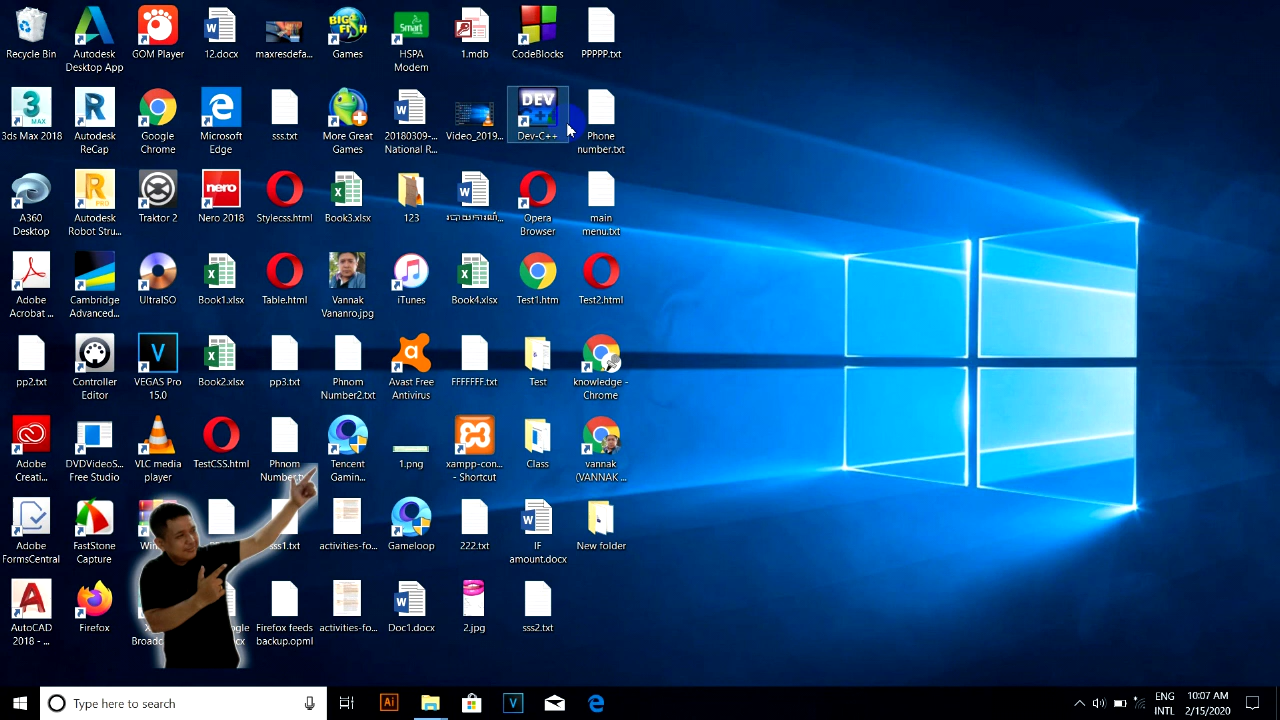 Recycle Bin
Autodesk
Desktop App
GOM Player
12.docx
maxresdefa...
Games
HSPA
Modem
1.mdb
CodeBlocks
PPPPP.txt
3ds Max 2018
Autodesk
ReCap
Google
Chrome
Microsoft
Edge
sss.txt
More Great
Games
20180309-...
National R...
Video_2019...
Dev-C++
Phone
number.txt
A360
Desktop
Autodesk
Robot Stru...
Traktor 2
Nero 2018
Stylecss.html
Book3.xlsx
123
Opera
Browser
main
menu.txt
Adobe
Acrobat ...
Cambridge
Advanced...
UltraISO
Book1.xlsx
Table.html
Vannak
Vananro.jpg
iTunes
Book4.xlsx
Test1.htm
Test2.html
pp2.txt
Controller
Editor
VEGAS Pro
15.0
Book2.xlsx
pp3.txt
Phnom
Number2.txt
Avast Free
Antivirus
FFFFFFF.txt
Test
knowledge -
Chrome
Adobe
Creati...
DVDVideoS...
Free Studio
VLC media
player
TestCSS.html
Phnom
Tencent
Gamin...
1.png
xampp-con...
- Shortcut
Class
vannak
(VANNAK ...
Adobe
FormsCentral
FastStone
Capture
activities-fo...
Gameloop
222.txt
IF
amount.docx
New folder
AutoCAD
2018 - ...
Firefox
Firefox feeds
backup.opml
activities-fo...
Doc1.docx
2.jpg
sss2.txt
Type here to search
ENG
INTL
10:07 AM
2/15/2020